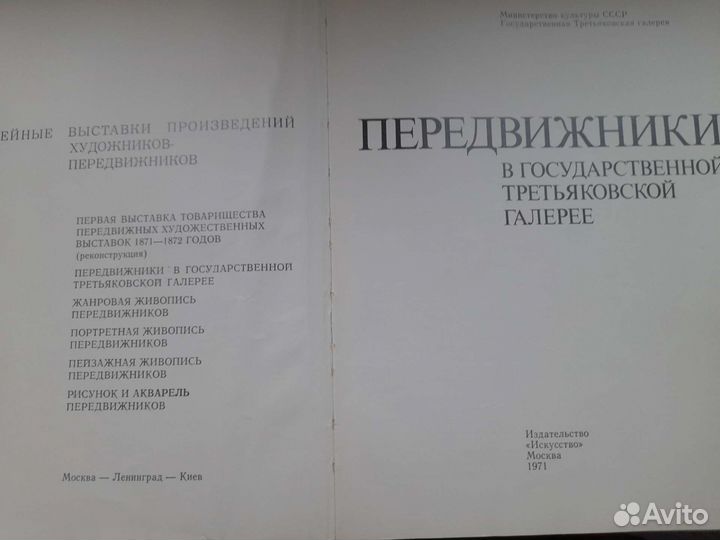 ЕЙНЫЕ ВЫСТАВКИ ПРОИЗВЕДЕНИЙ
ХУДОЖНИКОВ-
ПЕРЕДВИЖНИКОВ
ПЕРВАЯ ВЫСТАВКА ТОВАРИЩЕСТВА
ПЕРЕДВИЖНЫХ ХУДОЖЕСТВЕННЫХ
ВЫСТАВОК 1871—1872 ГОДОВ
(реконструкция)
ПЕРЕДВИЖНИКИ В ГОСУДАРСТВЕННОЙ
ТРЕТЬЯКОВСКОЙ ГАЛЕРЕЕ
ЖАНРОВАЯ ЖИВОПИСЬ
ПЕРЕДВИЖНИКОВ
ПОРТРЕТНАЯ ЖИВОПИСЬ
ПЕРЕДВИЖНИКОВ
ПЕЙЗАЖНАЯ ЖИВОПИСЬ
ПЕРЕДВИЖНИКОВ
РИСУНОК И АКВАРЕЛЬ
ПЕРЕДВИЖНИКОВ
Москва — Ленинград — Киев
Министерство культуры СССР
Государственная Третьяковская галерея
ПЕРЕДВИЖНИКИ
В ГОСУДАРСТВЕННОЙ
ТРЕТЬЯКОВСКОЙ
ГАЛЕРЕЕ
Издательство
«Искусство»
Москва
1971
Avito